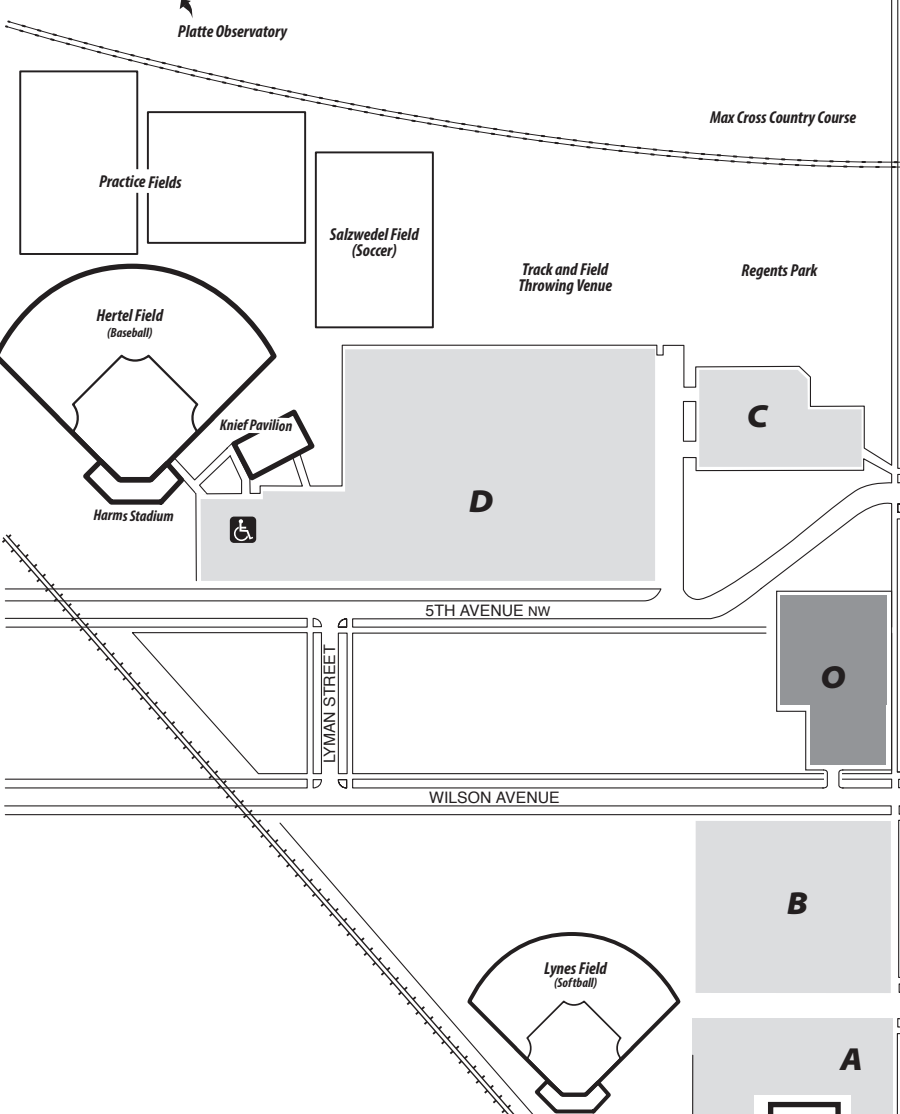 Platte Observatory
Max Cross Country Course
Practice Fields
Salzwedel Field
(Soccer)
Track and Field
Throwing Venue
Regents Park
Hertel Field
(Baseball)
Knief Pavilion
C
D
Harms Stadium
5TH AVENUE NW
LYMAN STREET
O
WILSON AVENUE
B
Lynes Field
(Softball)
A